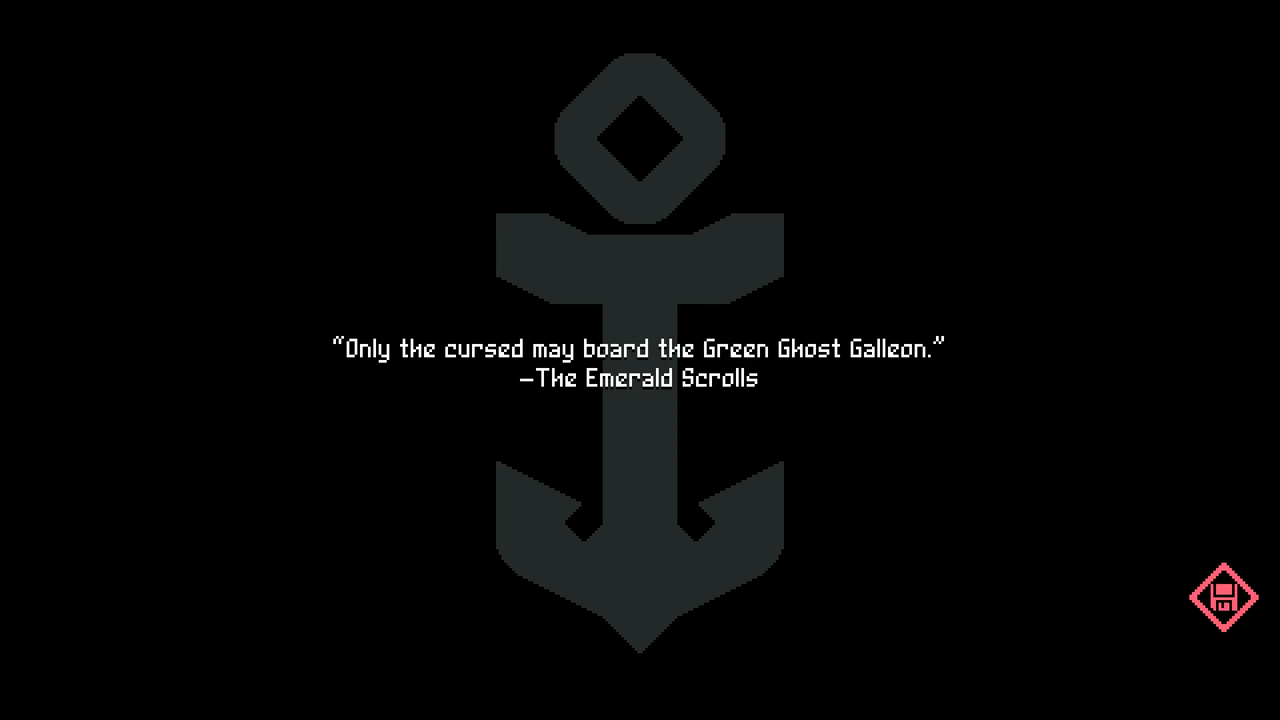 “Only the cursed may board the Green Ghost Galleon.”
—The Emerald Scrolls